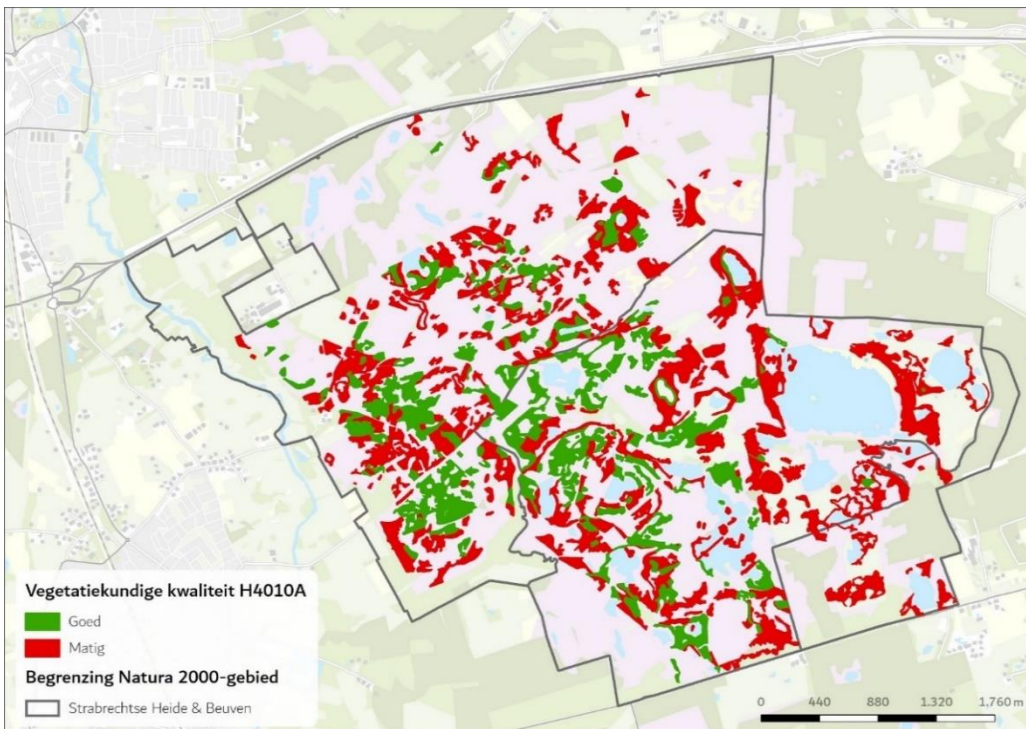 Vegetatiekundige kwaliteit H4010A
Goed
Matig
Begrenzing Natura 2000-gebied
Strabrechtse Heide & Beuven
0 440 880 1.320 1,760 m